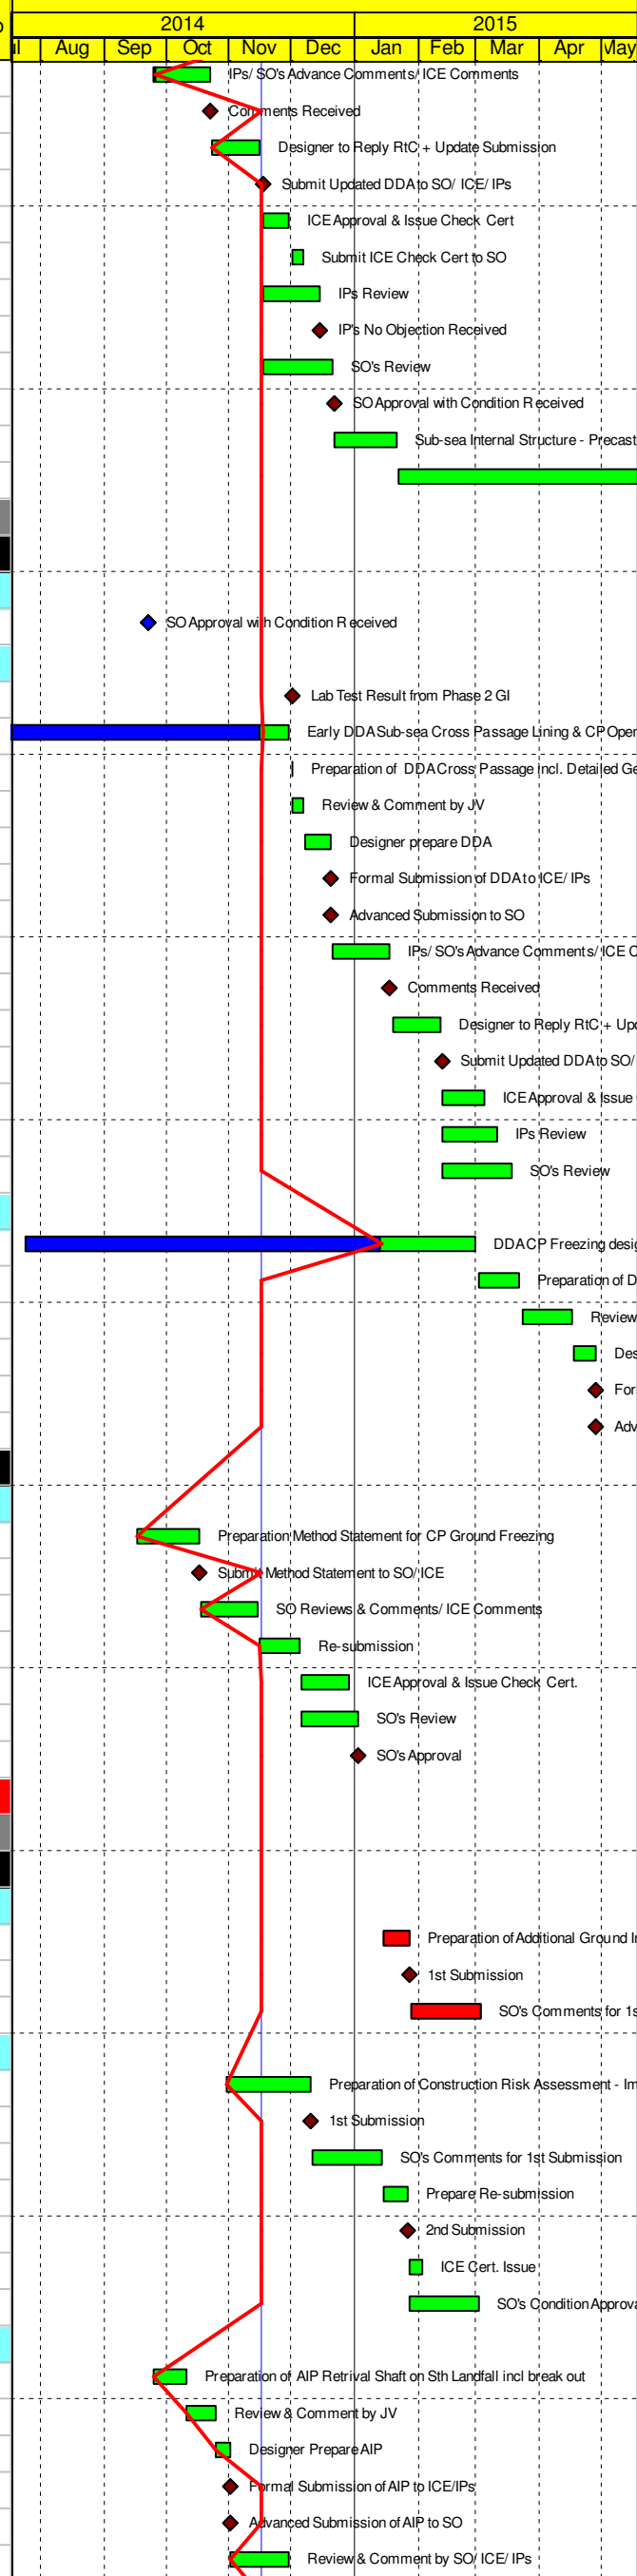 2014 2015
Aug Sep Oct Nov Dec Jan Feb Mar Apr May
IPs/ SO's Advance Comments/ ICE Comments
Comments Received
Designer to Reply RtC + Update Submission
Submit Updated DDA to SO/ ICE/ IPs
ICE Approval & Issue Check Cert
Submit ICE Check Cert to SO
IPs Review
IP's No Objection Received
SO's Review
SO Approval with Condition Received
Sub-sea Internal Structure - Precast
SO Approval with Condition Received
Lab Test Result from Phase 2 GI
Early DDA Sub-sea Cross Passage Lining & CP Oper
Preparation of DDA Cross Passage incl. Detailed Ge
Review & Comment by JV
Designer prepare DDA
Formal Submission of DDA to ICE/ IPs
Advanced Submission to SO
IPs/ SO's Advance Comments/ ICE C
Comments Received
Designer to Reply RtC + Upd
Submit Updated DDA to SO/
ICE Approval & Issue
IPs Review
SO's Review
DDA CP Freezing desig
Preparation of D
Review
Des
For
Adv
Preparation Method Statement for CP Ground Freezing
Submit Method Statement to SO/ ICE
SO Reviews & Comments/ ICE Comments
Re-submission
ICE Approval & Issue Check Cert.
SO's Review
SO's Approval
Preparation of Additional Ground I
1st Submission
SO's Comments for 1s
Preparation of Construction Risk Assessment - Im
1st Submission
SO's Comments for 1st Submission
Prepare Re-submission
2nd Submission
ICE Cert. Issue
SO's Condition Approva
Preparation of AIP Retrival Shaft on Sth Landfall incl break out
Review & Comment by JV
Designer Prepare AIP
Formal Submission of AIP to ICE/IPs
Advanced Submission of AIP to SO
Review & Comment by SO/ ICE/ IPs